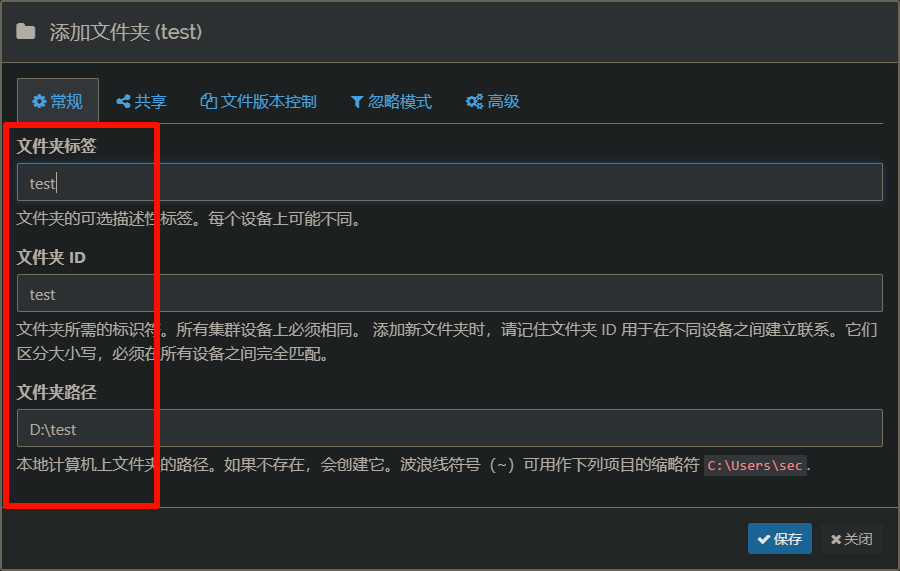 添加文件夹 (test)
常规 共享 文件版本控制 忽略模式 高级
文件夹标签
test
文件夹的可选描述性标签。每个设备上可能不同。
文件夹 ID
test
文件夹所需的标识符。所有集群设备上必须相同。 添加新文件夹时，请记住文件夹 ID 用于在不同设备之间建立联系。它们
区分大小写，必须在所有设备之间完全匹配。
文件夹路径
D:\test
本地计算机上文件夹的路径。如果不存在，会创建它。波浪线符号（~）可用作下列项目的缩略符 C:\Users\sec.
保存 关闭